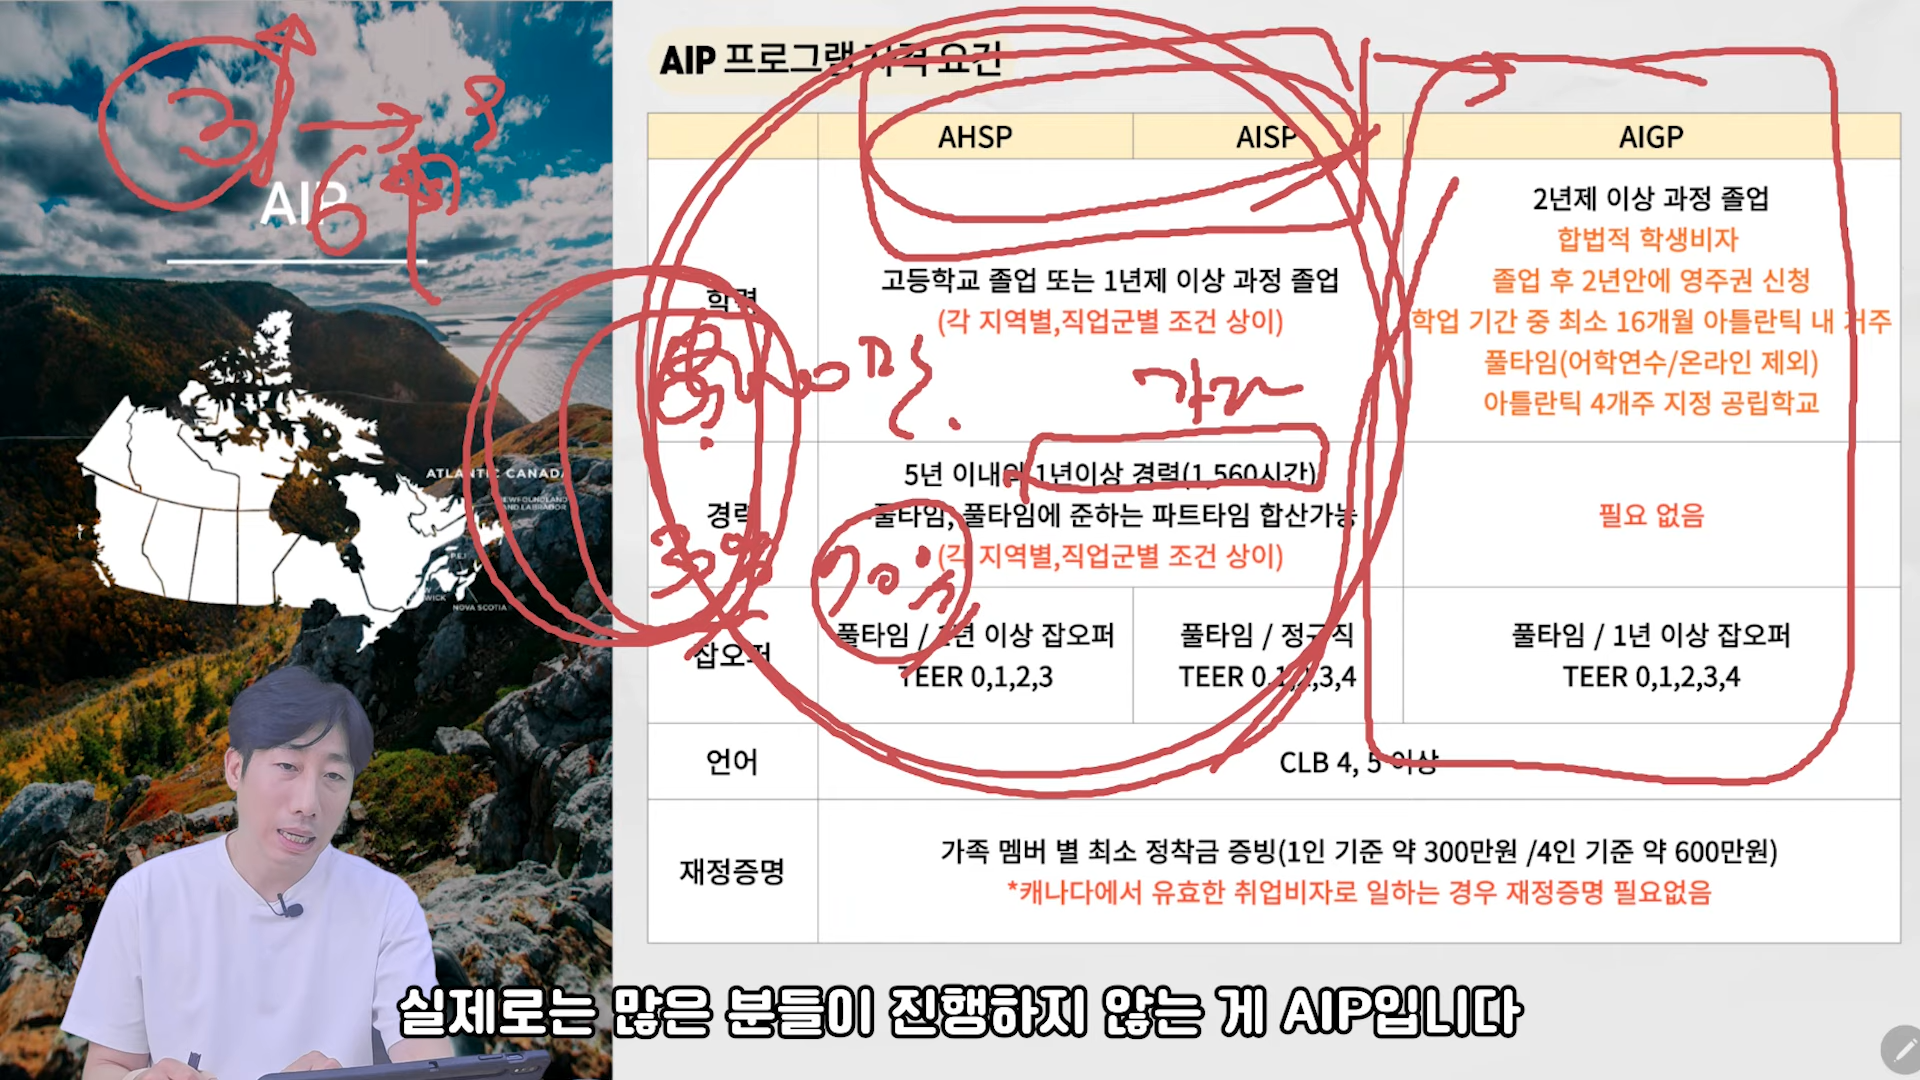 AIP
ATLANTIC CANADA
NOVA SCOTIA
AIP 프로그램 자격 요건
AHSP
AISP
AIGP
학력
고등학교 졸업 또는 1년제 이상 과정 졸업
(각 지역별,직업군별 조건 상이)
2년제 이상 과정 졸업
합법적 학생비자
졸업 후 2년안에 영주권 신청
학업 기간 중 최소 16개월 아틀란틱 내 거주
풀타임(어학연수/온라인 제외)
아틀란틱 4개주 지정 공립학교
경력
5년 이내의 1년이상 경력(1,560시간)
풀타임, 풀타임에 준하는 파트타임 합산가능
(각 지역별,직업군별 조건 상이)
필요 없음
잡오퍼
풀타임 / 1년 이상 잡오퍼
TEER 0,1,2,3
풀타임 / 정규직
TEER 0,1,2,3,4
풀타임 / 1년 이상 잡오퍼
TEER 0,1,2,3,4
언어
CLB 4, 5 이상
재정증명
가족 멤버 별 최소 정착금 증빙(1인 기준 약 300만원 /4인 기준 약 600만원)
*캐나다에서 유효한 취업비자로 일하는 경우 재정증명 필요없음
3
6
30%
70%
실제로는 많은 분들이 진행하지 않는 게 AIP입니다